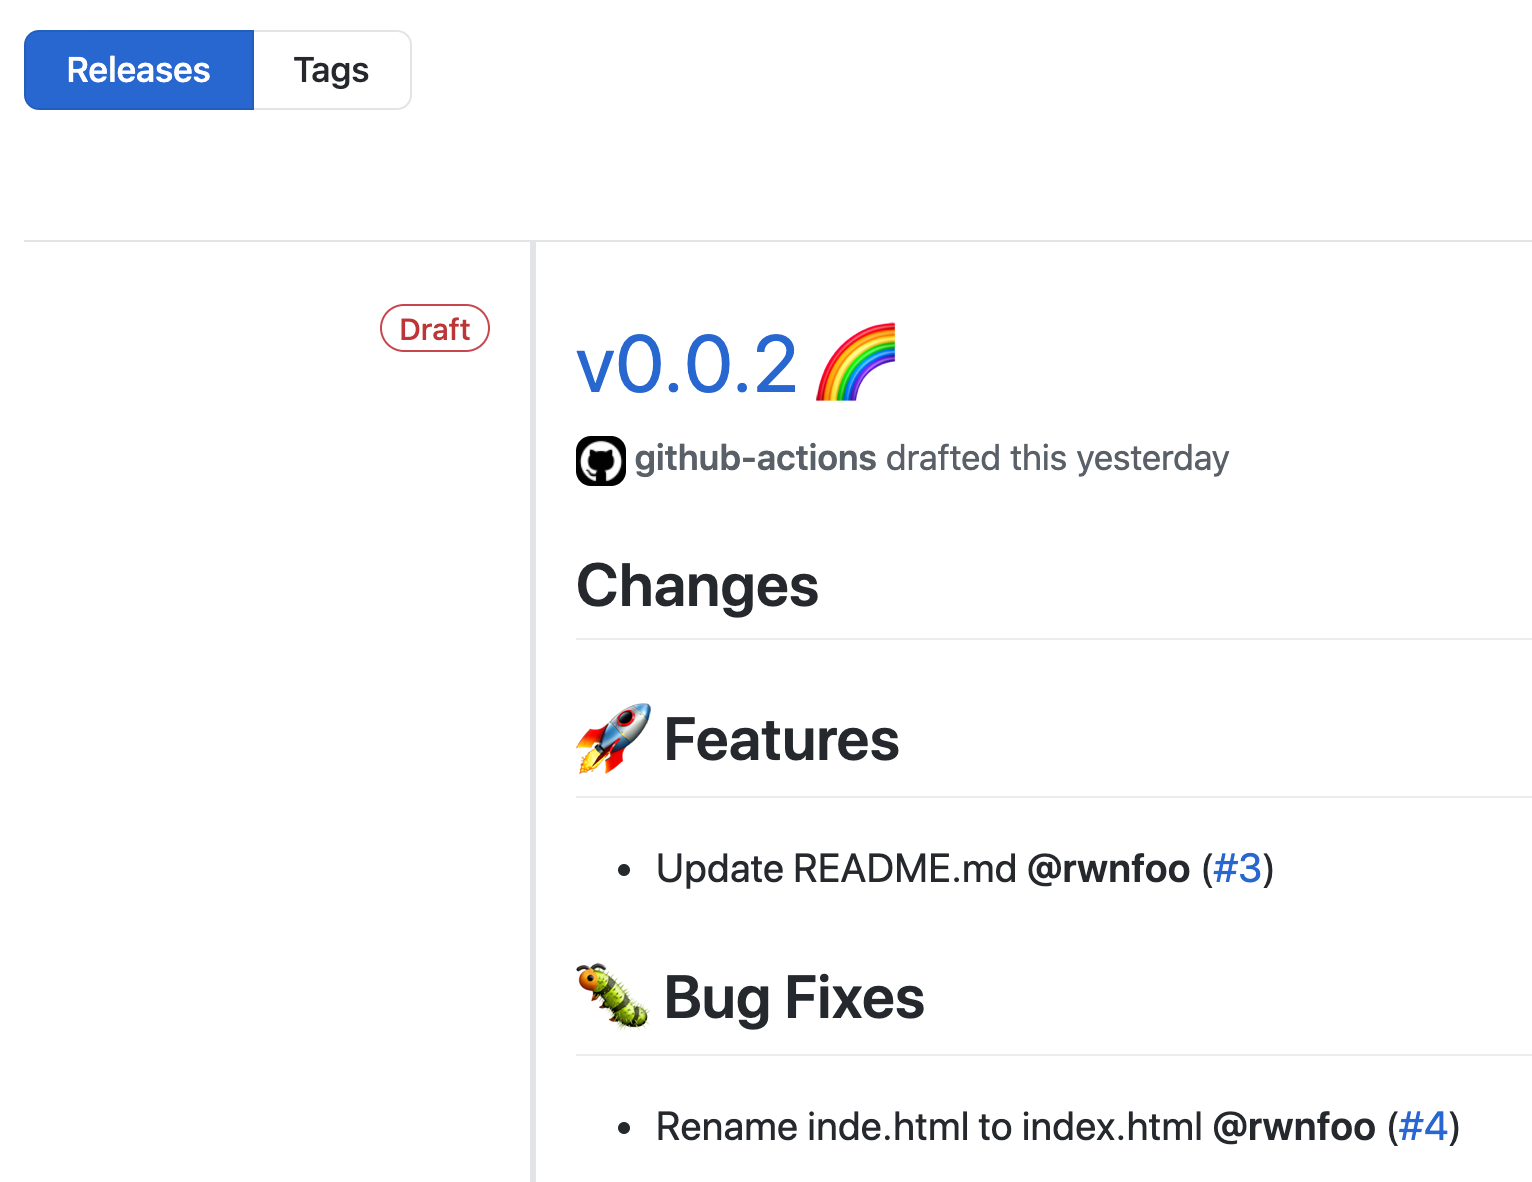 Releases Tags
Draft
v0.0.2 🌈
github-actions drafted this yesterday
Changes
🚀 Features
• Update README.md @rwnfoo (#3)
🐛 Bug Fixes
• Rename inde.html to index.html @rwnfoo (#4)